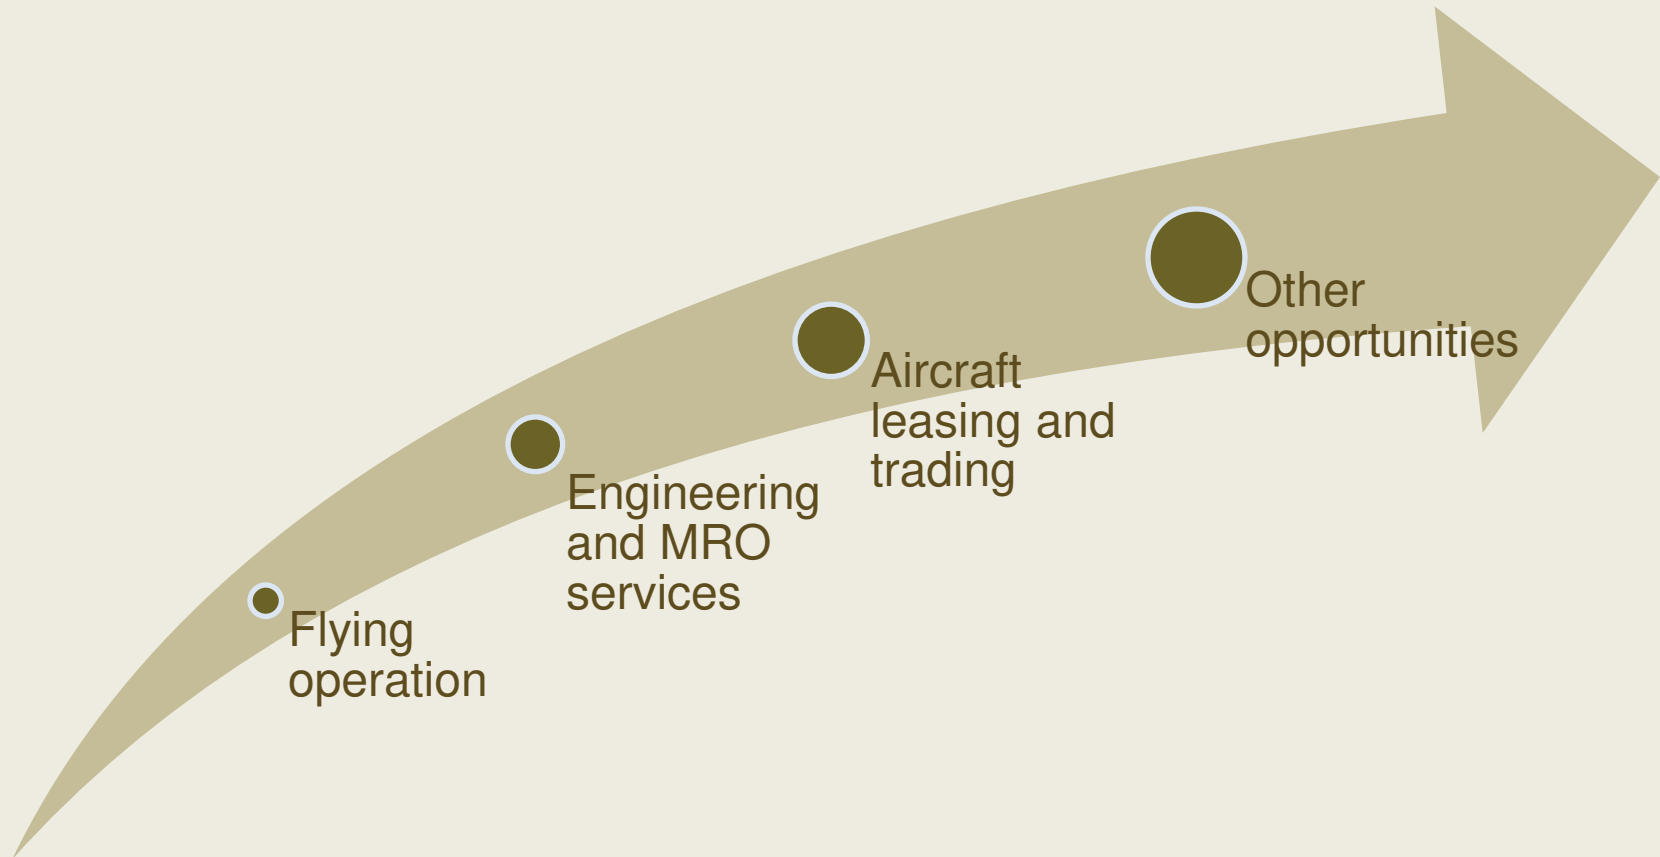 Flying
operation
Engineering
and MRO
services
Aircraft
leasing and
trading
Other
opportunities